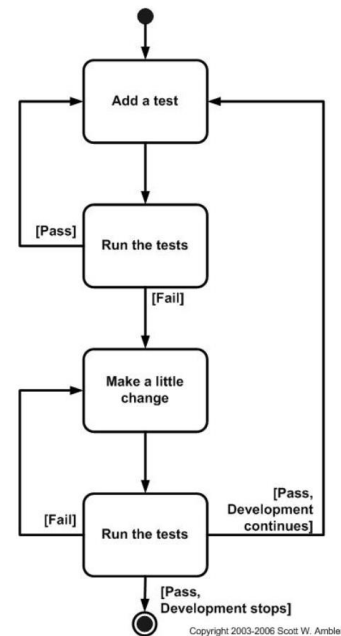 Add a test
[Pass]
Run the tests
[Fail]
Make a little
change
[Pass,
Development
continues]
[Fail]
Run the tests
[Pass,
Development stops]
Copyright 2003-2006 Scott W. Amble